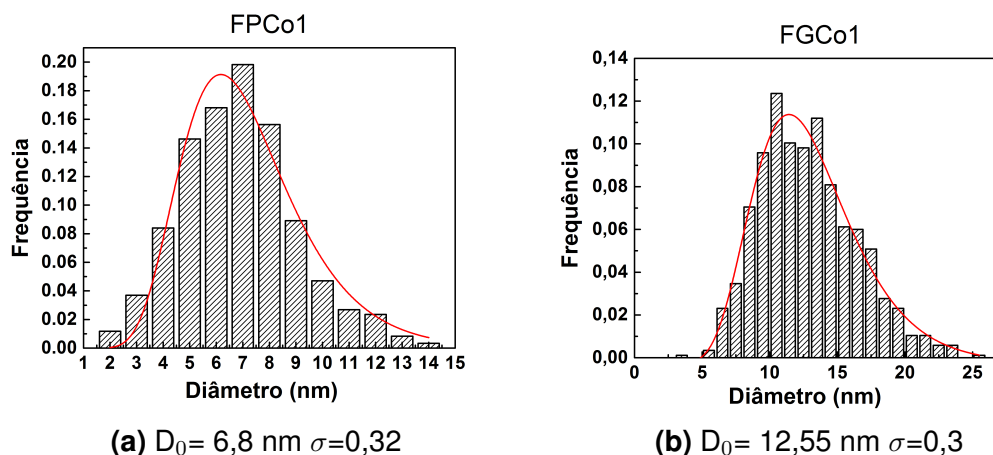 FPCo1
0.20
0.18
0.16
0.14
0.12
0.10
0.08
0.06
0.04
0.02
0.00
Frequência
1 2 3 4 5 6 7 8 9 10 11 12 13 14 15
Diâmetro (nm)
(a) D₀= 6,8 nm σ=0,32
FGCo1
0,14
0,12
0,10
0,08
0,06
0,04
0,02
0,00
Frequência
0 5 10 15 20 25
Diâmetro (nm)
(b) D₀= 12,55 nm σ=0,3